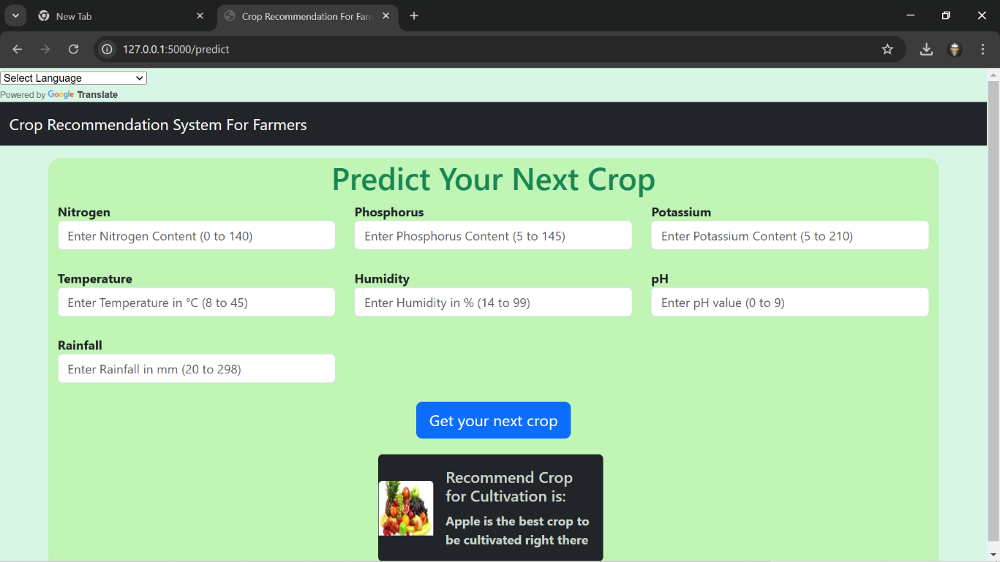 New Tab
Crop Recommendation For Farm
127.0.0.1:5000/predict
Select Language
Powered by Google Translate
Crop Recommendation System For Farmers
Predict Your Next Crop
Nitrogen
Phosphorus
Potassium
Enter Nitrogen Content (0 to 140)
Enter Phosphorus Content (5 to 145)
Enter Potassium Content (5 to 210)
Temperature
Humidity
pH
Enter Temperature in °C (8 to 45)
Enter Humidity in % (14 to 99)
Enter pH value (0 to 9)
Rainfall
Enter Rainfall in mm (20 to 298)
Get your next crop
Recommend Crop
for Cultivation is:
Apple is the best crop to
be cultivated right there